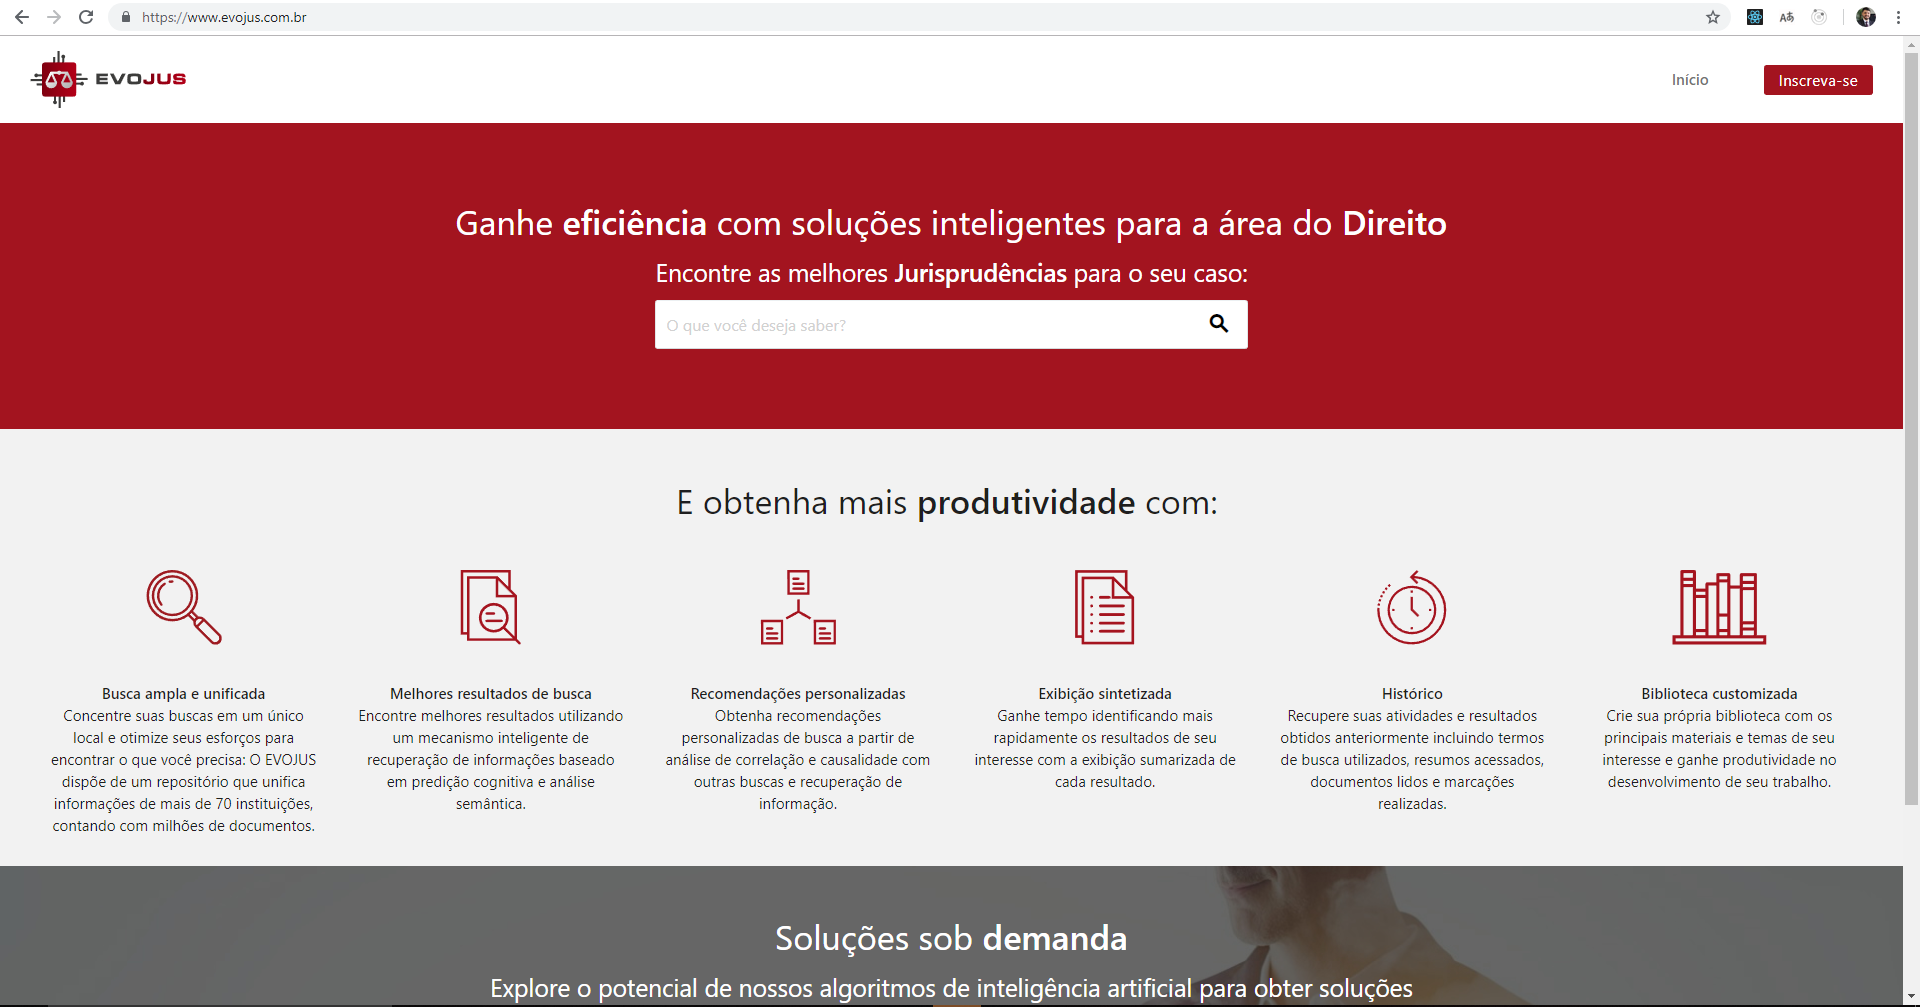 https://www.evojus.com.br
EVOJUS
Início
Inscreva-se
Ganhe eficiência com soluções inteligentes para a área do Direito
Encontre as melhores Jurisprudências para o seu caso:
O que você deseja saber?
E obtenha mais produtividade com:
Busca ampla e unificada
Concentre suas buscas em um único
local e otimize seus esforços para
encontrar o que você precisa: O EVOJUS
dispõe de um repositório que unifica
informações de mais de 70 instituições,
contando com milhões de documentos.
Melhores resultados de busca
Encontre melhores resultados utilizando
um mecanismo inteligente de
recuperação de informações baseado
em predição cognitiva e análise
semântica.
Recomendações personalizadas
Obtenha recomendações
personalizadas de busca a partir de
análise de correlação e causalidade com
outras buscas e recuperação de
informação.
Exibição sintetizada
Ganhe tempo identificando mais
rapidamente os resultados de seu
interesse com a exibição sumarizada de
cada resultado.
Histórico
Recupere suas atividades e resultados
obtidos anteriormente incluindo termos
de busca utilizados, resumos acessados,
documentos lidos e marcações
realizadas.
Biblioteca customizada
Crie sua própria biblioteca com os
principais materiais e temas de seu
interesse e ganhe produtividade no
desenvolvimento de seu trabalho.
Soluções sob demanda
Explore o potencial de nossos algoritmos de inteligência artificial para obter soluções